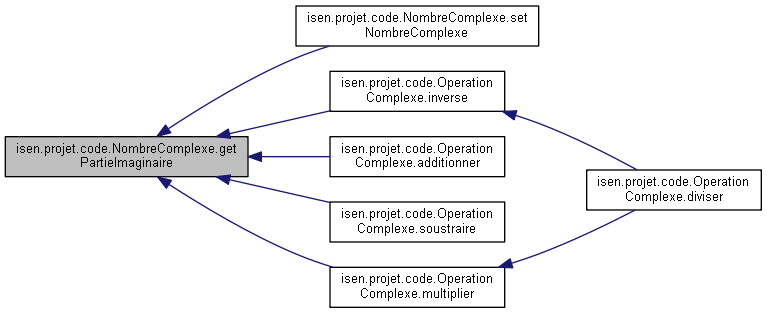 isen.projet.code.NombreComplexe.set
NombreComplexe
isen.projet.code.Operation
Complexe.inverse
isen.projet.code.NombreComplexe.get
PartieImaginaire
isen.projet.code.Operation
Complexe.additionner
isen.projet.code.Operation
Complexe.diviser
isen.projet.code.Operation
Complexe.soustraire
isen.projet.code.Operation
Complexe.multiplier